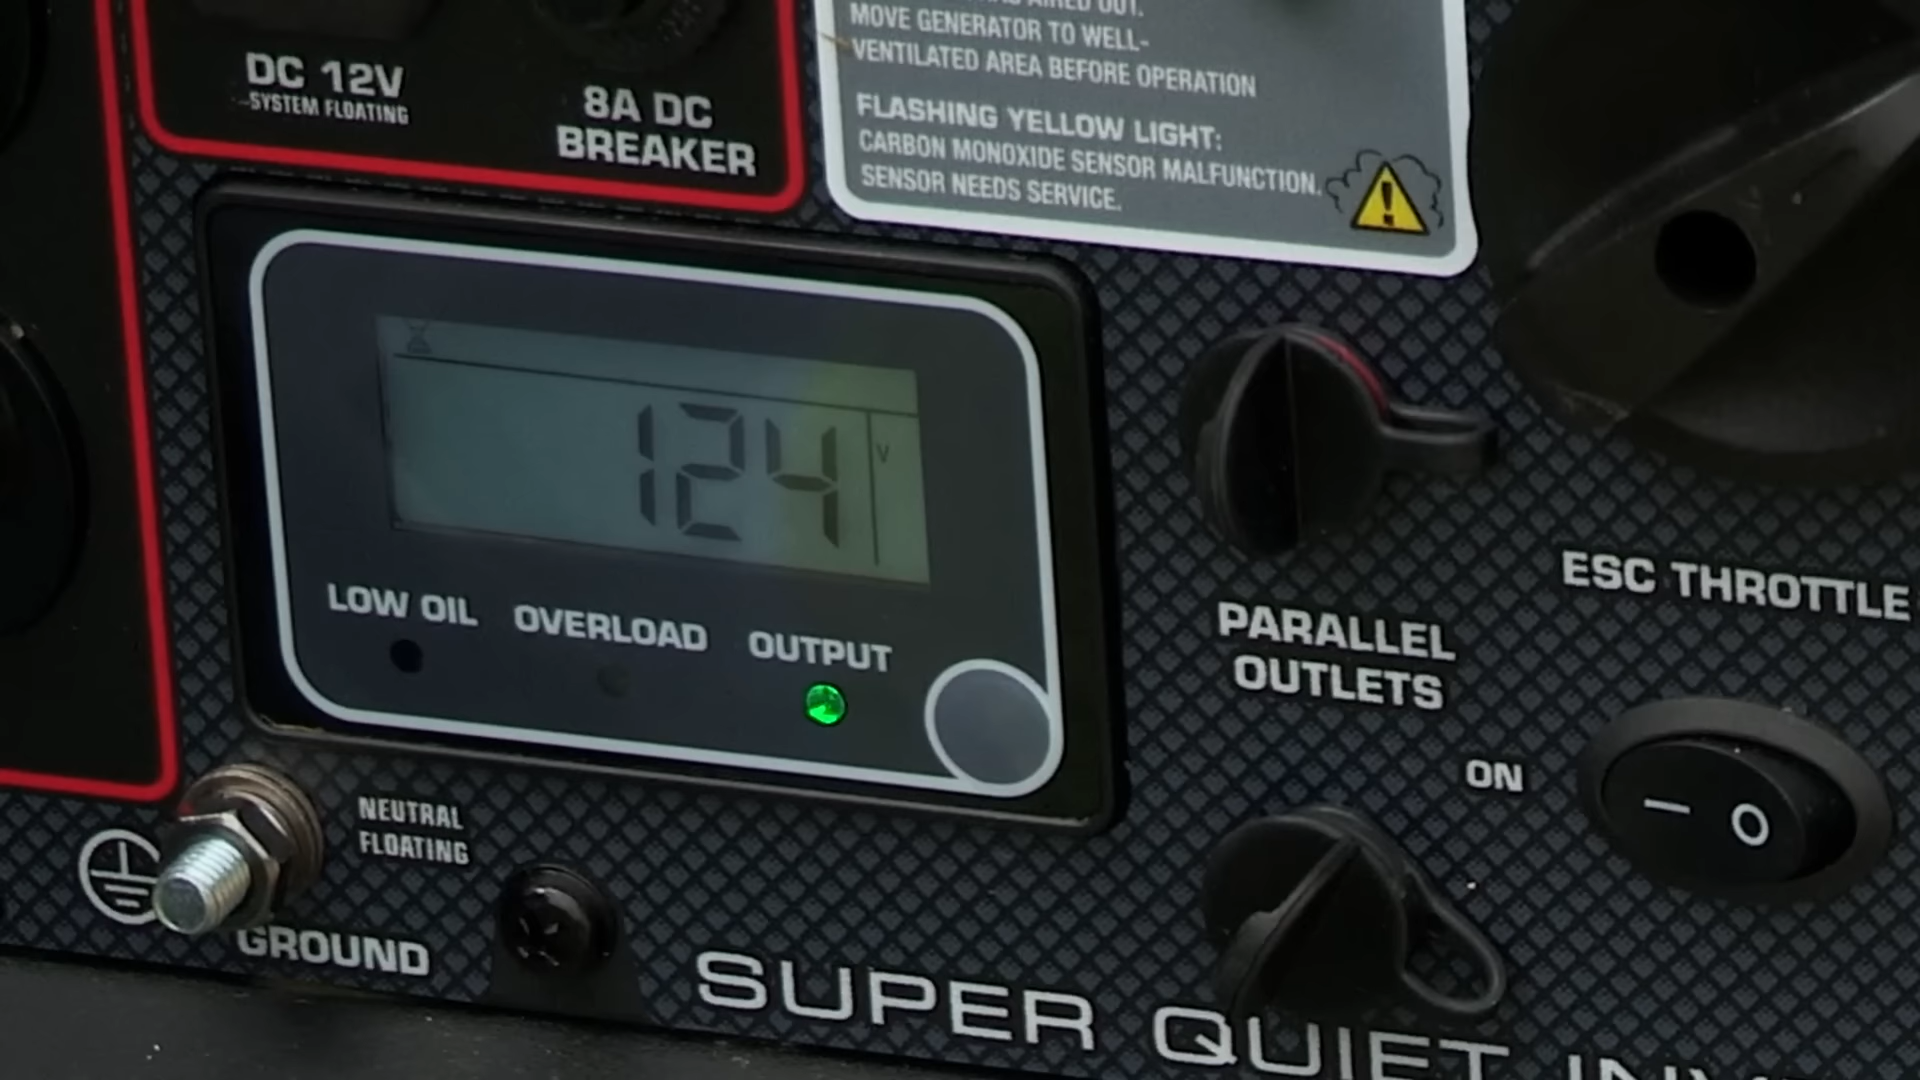 DC 12V
SYSTEM FLOATING
8A DC
BREAKER
AIRED OUT.
MOVE GENERATOR TO WELL-
VENTILATED AREA BEFORE OPERATION
FLASHING YELLOW LIGHT:
CARBON MONOXIDE SENSOR MALFUNCTION.
SENSOR NEEDS SERVICE.
124
V
LOW OIL
OVERLOAD
OUTPUT
PARALLEL
OUTLETS
ESC THROTTLE
ON
NEUTRAL
FLOATING
GROUND
SUPER QUIET